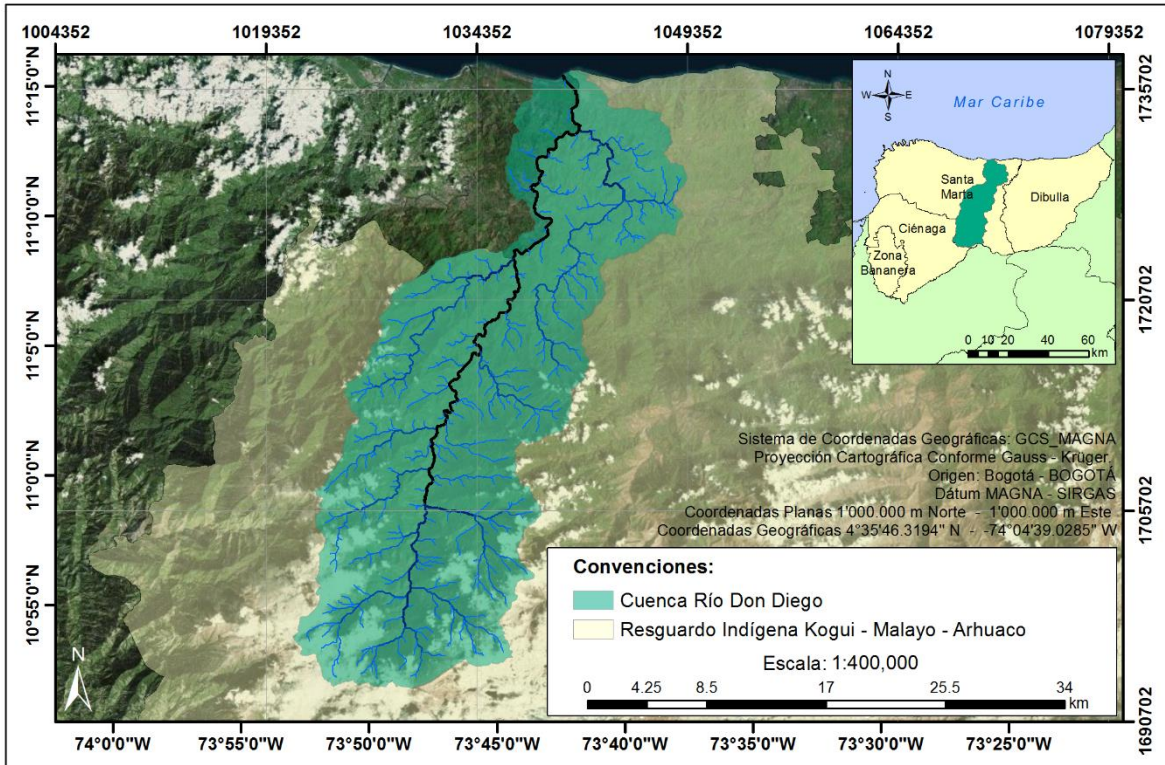 1004352 1019352 1034352 1049352 1064352 1079352
11°15'0"N
11°10'0"N
11°5'0"N
11°0'0"N
10°55'0"N
1735702
1720702
1705702
1690702
N
W E
S
Mar Caribe
Santa
Marta
Dibulla
Ciénaga
Zona
Bananera
0 10 20 40 60
km
Sistema de Coordenadas Geográficas: GCS_MAGNA
Proyección Cartográfica Conforme Gauss - Krüger,
Origen: Bogotá - BOGOTÁ
Dátum MAGNA - SIRGAS
Coordenadas Planas 1'000.000 m Norte - 1'000.000 m Este
Coordenadas Geográficas 4°35'46.3194" N - -74°04'39.0285" W
Convenciones:
Cuenca Río Don Diego
Resguardo Indígena Kogui - Malayo - Arhuaco
Escala: 1:400,000
0 4.25 8.5 17 25.5 34
km
N
74°0'0"W 73°55'0"W 73°50'0"W 73°45'0"W 73°40'0"W 73°35'0"W 73°30'0"W 73°25'0"W